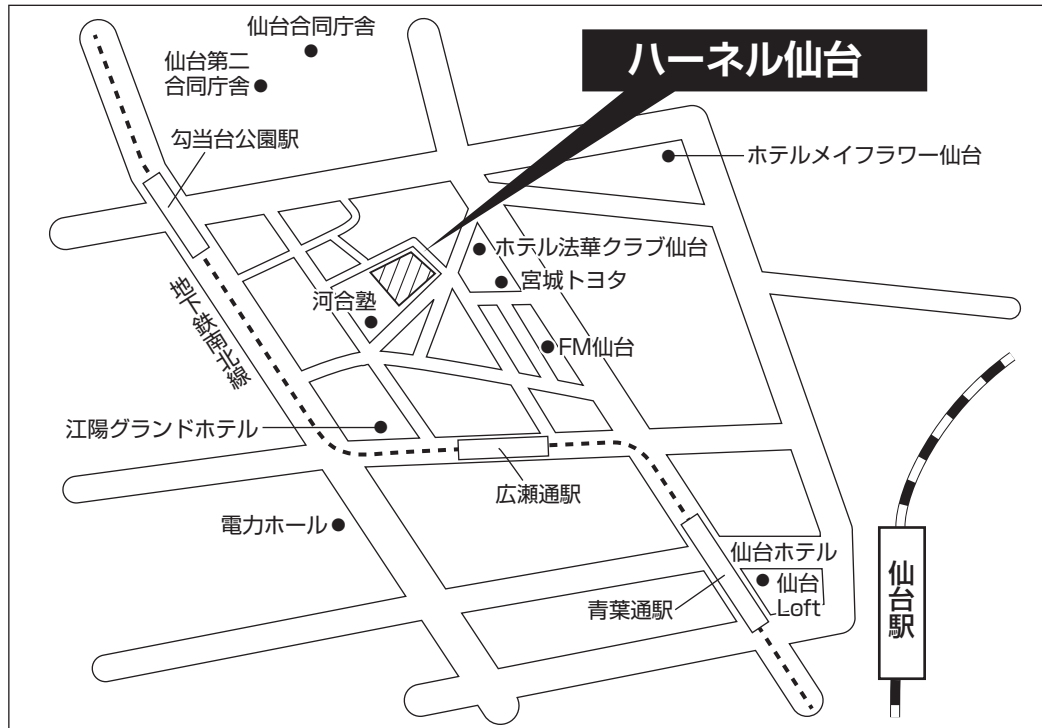 仙台合同庁舎
仙台第二
合同庁舎
ハーネル仙台
勾当台公園駅
ホテルメイフラワー仙台
ホテル法華クラブ仙台
宮城トヨタ
河合塾
地下鉄南北線
FM仙台
江陽グランドホテル
広瀬通駅
電力ホール
仙台ホテル
仙台
Loft
青葉通駅
仙台駅